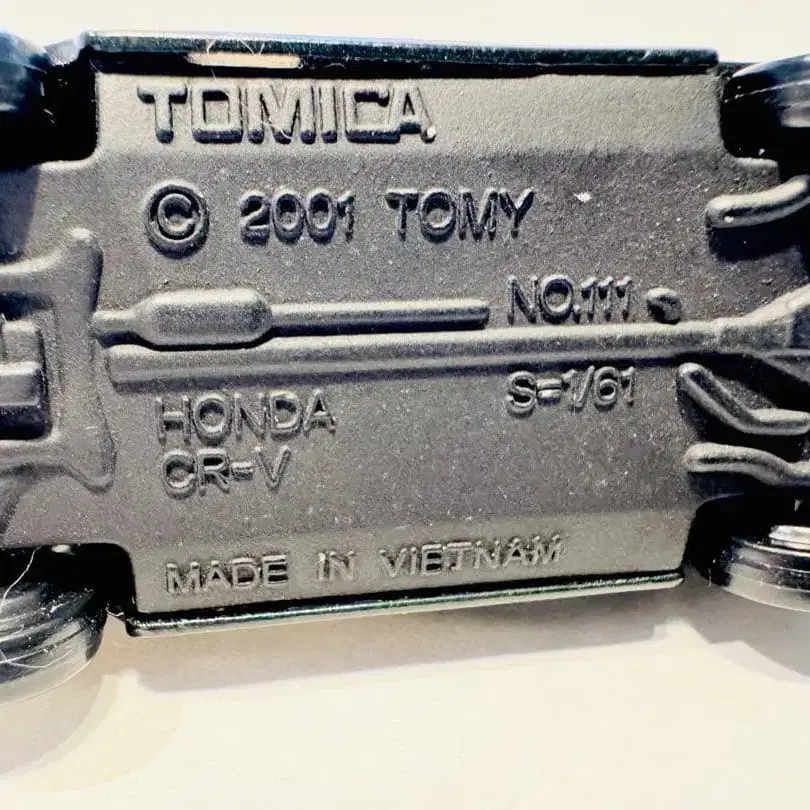 TOMICA
© 2001 TOMY
NO.111
S=1/61
HONDA
CR-V
MADE IN VIETNAM